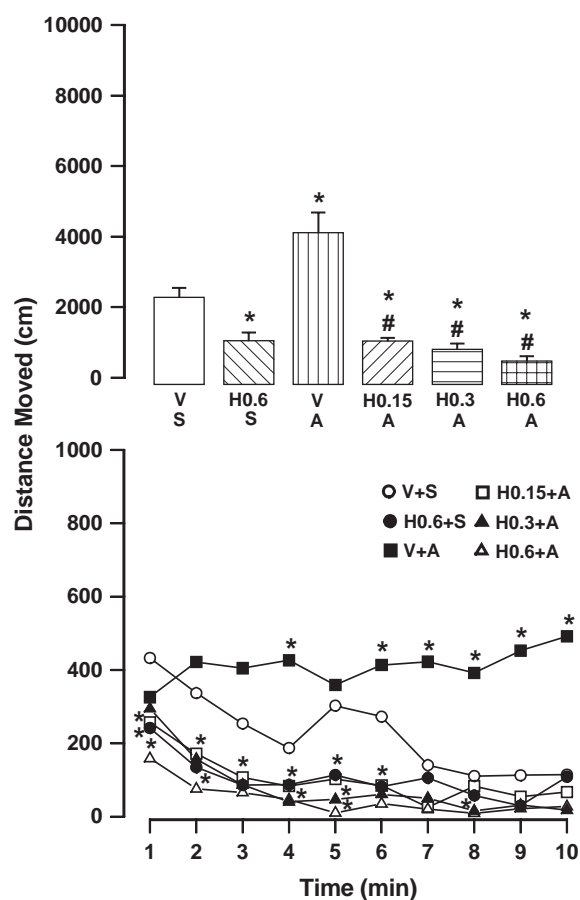 10000
8000
6000
4000
2000
0
*
*
*
#
*
#
*
#
V H0.6 V H0.15 H0.3 H0.6
S S A A A A
Distance Moved (cm)
1000
800
600
400
200
0
V+S H0.15+A
H0.6+S H0.3+A
V+A H0.6+A
* * * * * *
* * * * * *
* * * * *
*
1 2 3 4 5 6 7 8 9 10
Time (min)